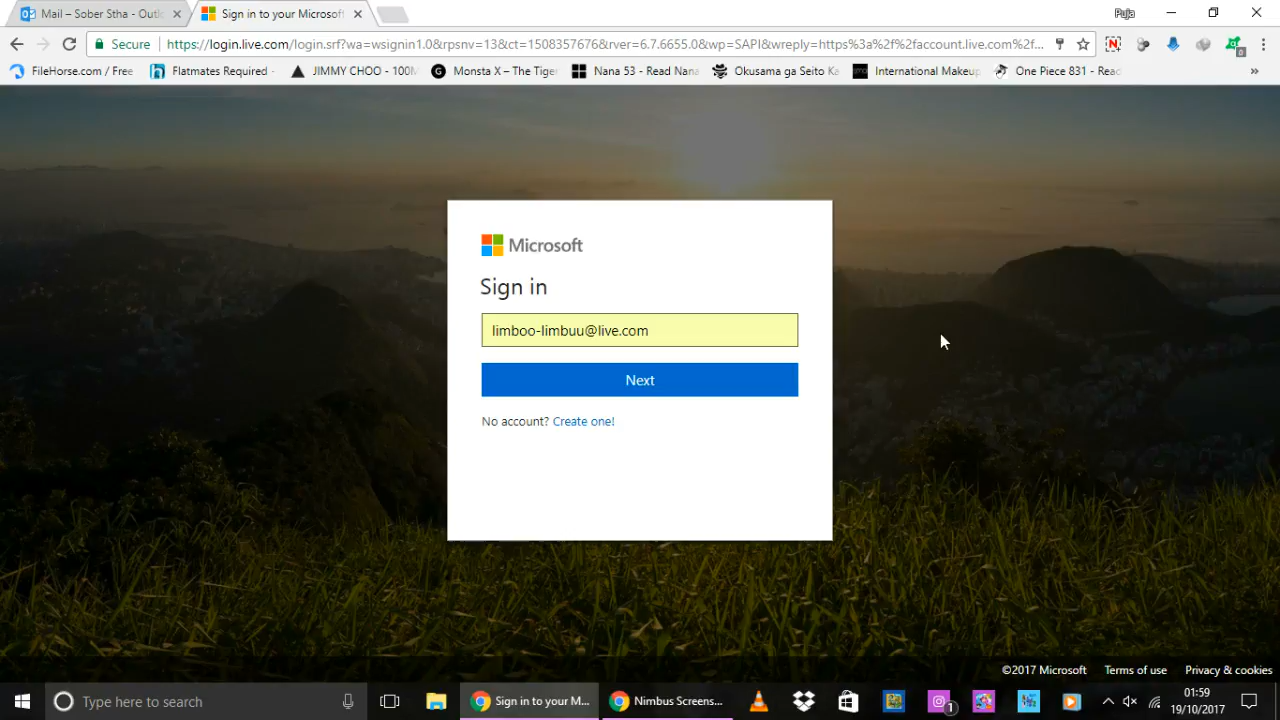 Mail – Sober Stha - Outlo
Sign in to your Microsoft
Puja
Secure
https://login.live.com/login.srf?wa=wsignin1.0&rpsnv=13&ct=1508357676&rver=6.7.6655.0&wp=SAPI&wreply=https%3a%2f%2faccount.live.com%2f...
N
0
FileHorse.com / Free
Flatmates Required -
JIMMY CHOO - 100M
Monsta X – The Tiger
Nana 53 - Read Nana
Okusama ga Seito Ka
International Makeup
One Piece 831 - Read
»
Microsoft
Sign in
limboo-limbuu@live.com
Next
No account? Create one!
©2017 Microsoft
Terms of use
Privacy & cookies
Type here to search
Sign in to your M...
Nimbus Screens...
1
01:59
19/10/2017